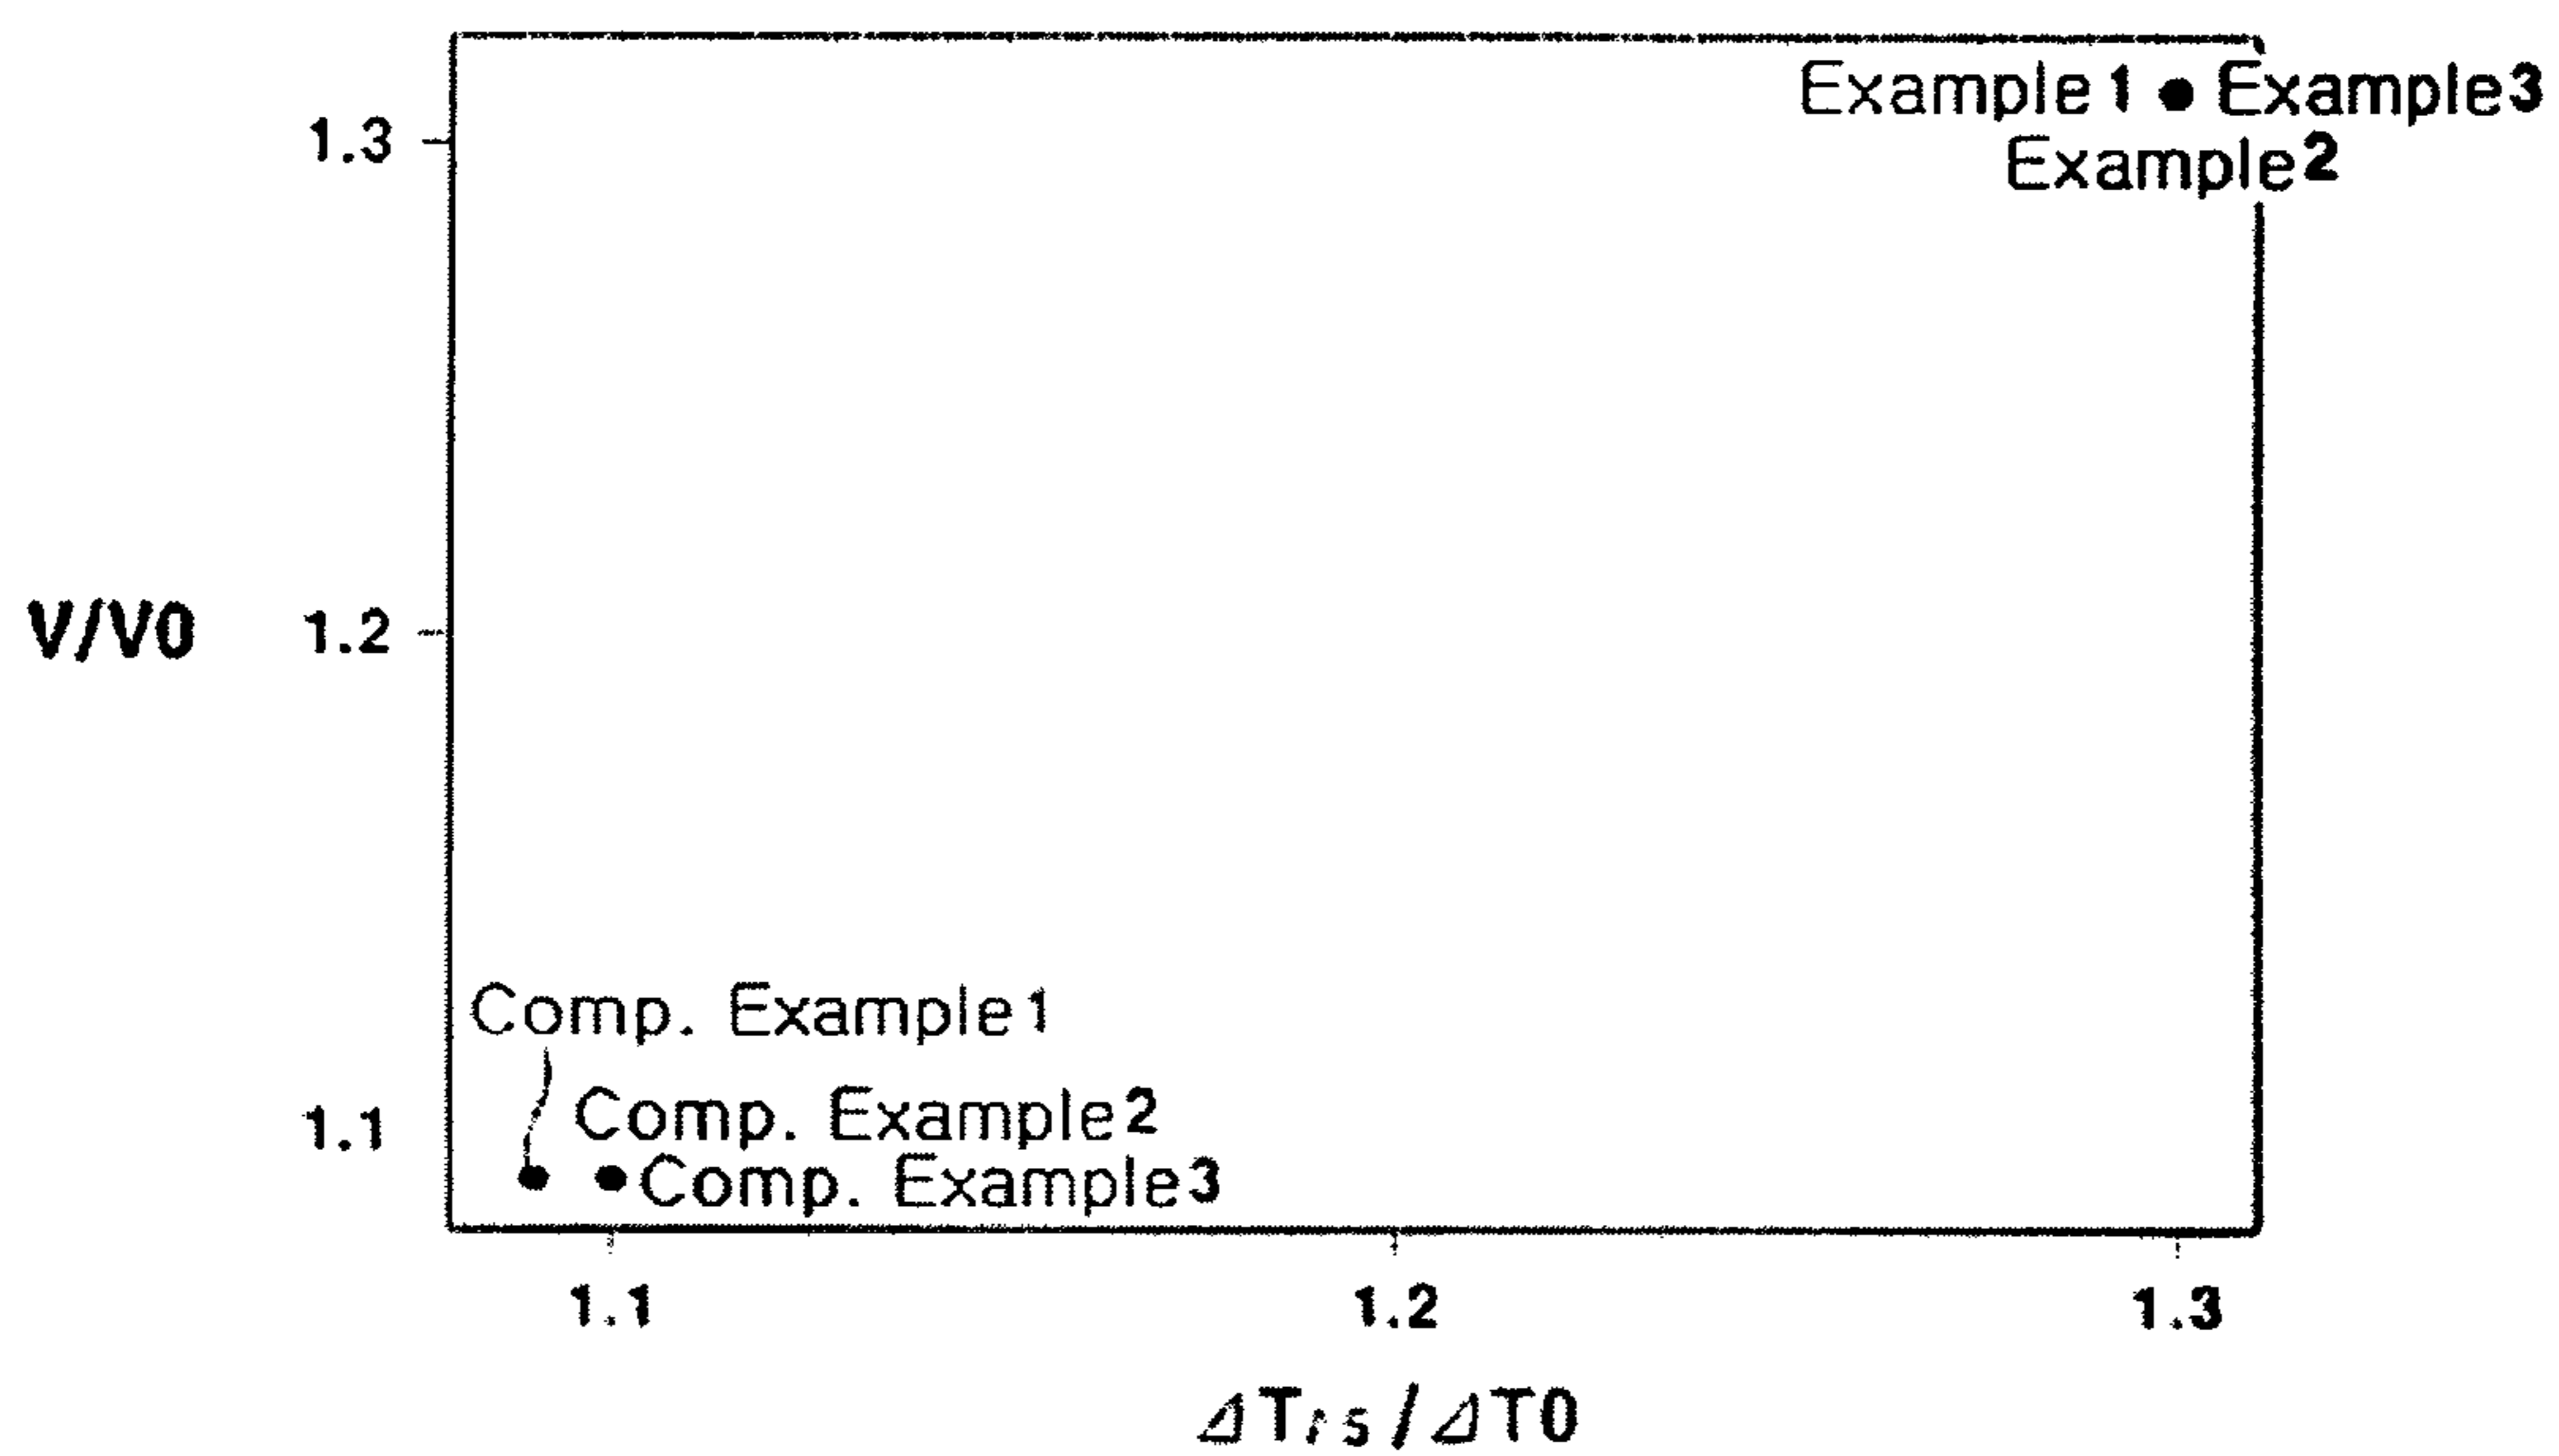 Example1 Example3
1.3
Example2
V/V0
1.2
Comp. Example1
1.1
Comp. Example2
Comp. Example3
1.1 1.2 1.3
ΔTrs/ΔT0